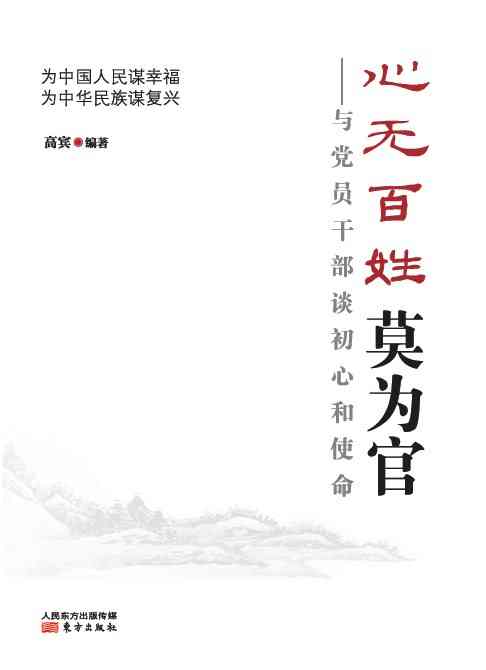 为中国人民谋幸福
为中华民族谋复兴
高宾 编著
心无百姓莫为官
——与党员干部谈初心和使命
人民东方出版传媒
东方出版社